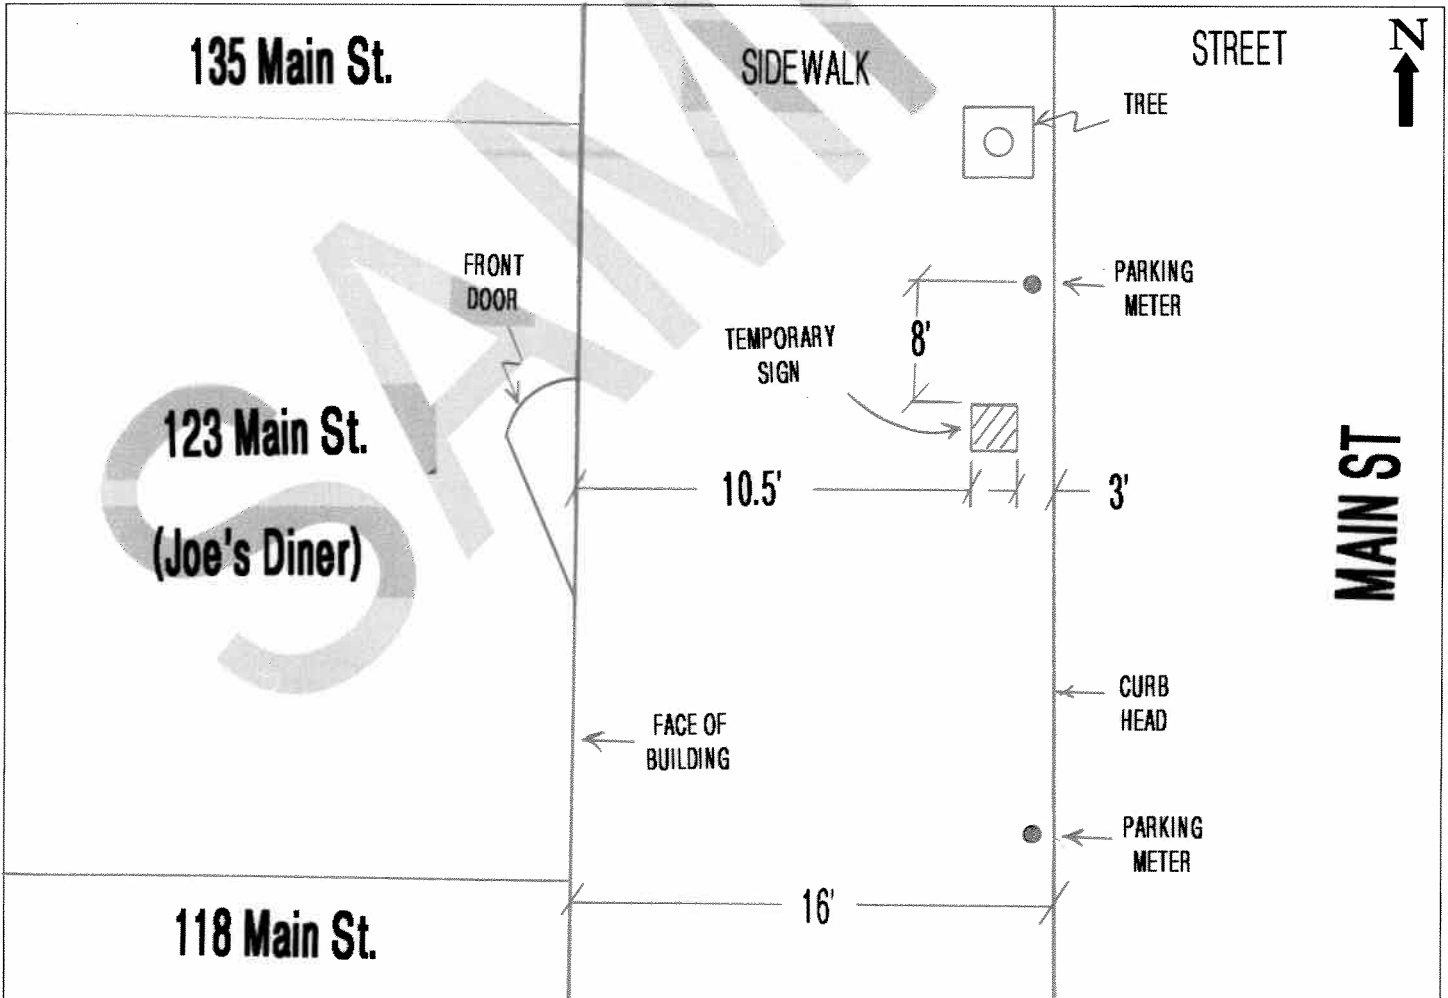 135 Main St.
SIDEWALK
STREET
N
TREE
FRONT
DOOR
PARKING
METER
TEMPORARY
SIGN
8'
123 Main St.
(Joe's Diner)
10.5'
3'
MAIN ST
FACE OF
BUILDING
CURB
HEAD
PARKING
METER
16'
118 Main St.
SAM